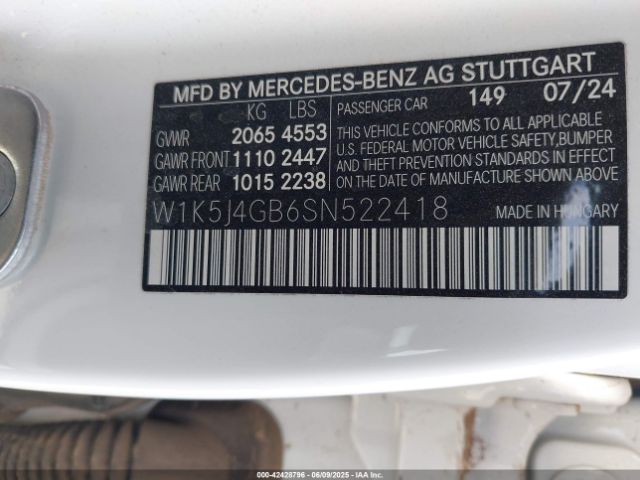 MFD BY MERCEDES-BENZ AG STUTTGART
KG LBS
GVWR 2065 4553
GAWR FRONT 1110 2447
GAWR REAR 1015 2238
PASSENGER CAR 149 07/24
THIS VEHICLE CONFORMS TO ALL APPLICABLE
U.S. FEDERAL MOTOR VEHICLE SAFETY,BUMPER
AND THEFT PREVENTION STANDARDS IN EFFECT
ON THE DATE OF MANUFACTURE SHOWN ABOVE
W1K5J4GB6SN522418 MADE IN HUNGARY
000-42428796 - 06/09/2025 - IAAI.COM